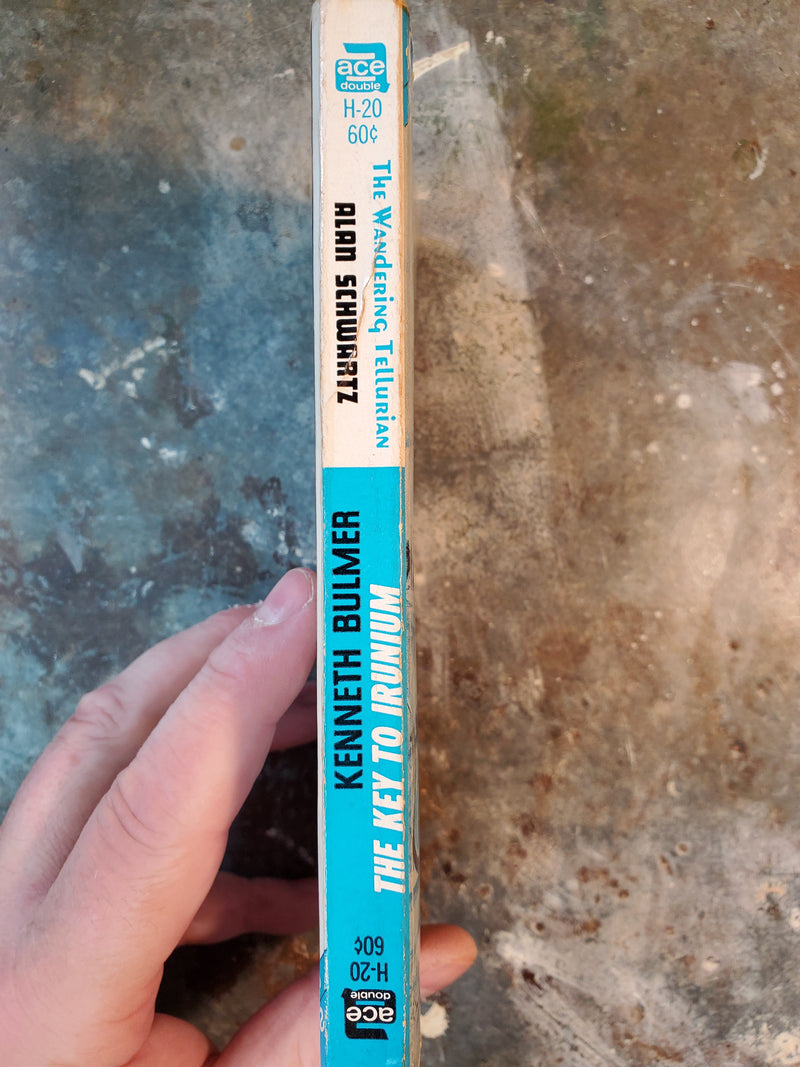 ace
double
H-20
60¢
The Wandering Tellurian
ALAN SCHWARTZ
KENNETH BULMER
THE KEY TO IRUNIUM
60¢
H-20
ace
double